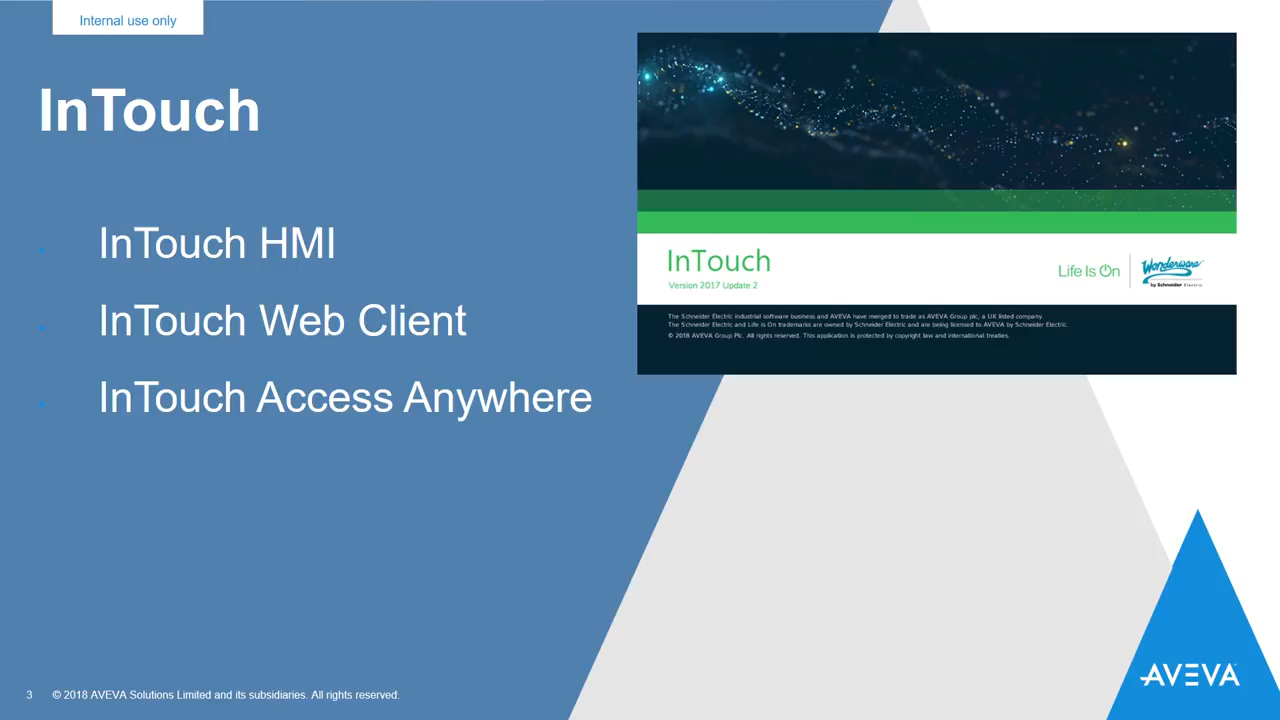 Internal use only
InTouch
InTouch HMI
InTouch Web Client
InTouch Access Anywhere
InTouch
Version 2017 Update 2
Life Is On
Wonderware
by Schneider Electric
The Schneider Electric industrial software business and AVEVA have merged to trade as AVEVA Group plc, a UK listed company
The Schneider Electric and Life Is On trademarks are owned by Schneider Electric and are being licensed to AVEVA by Schneider Electric.
© 2018 AVEVA Group Plc. All rights reserved. This application is protected by copyright law and international treaties.
AVEVA
3 © 2018 AVEVA Solutions Limited and its subsidiaries. All rights reserved.